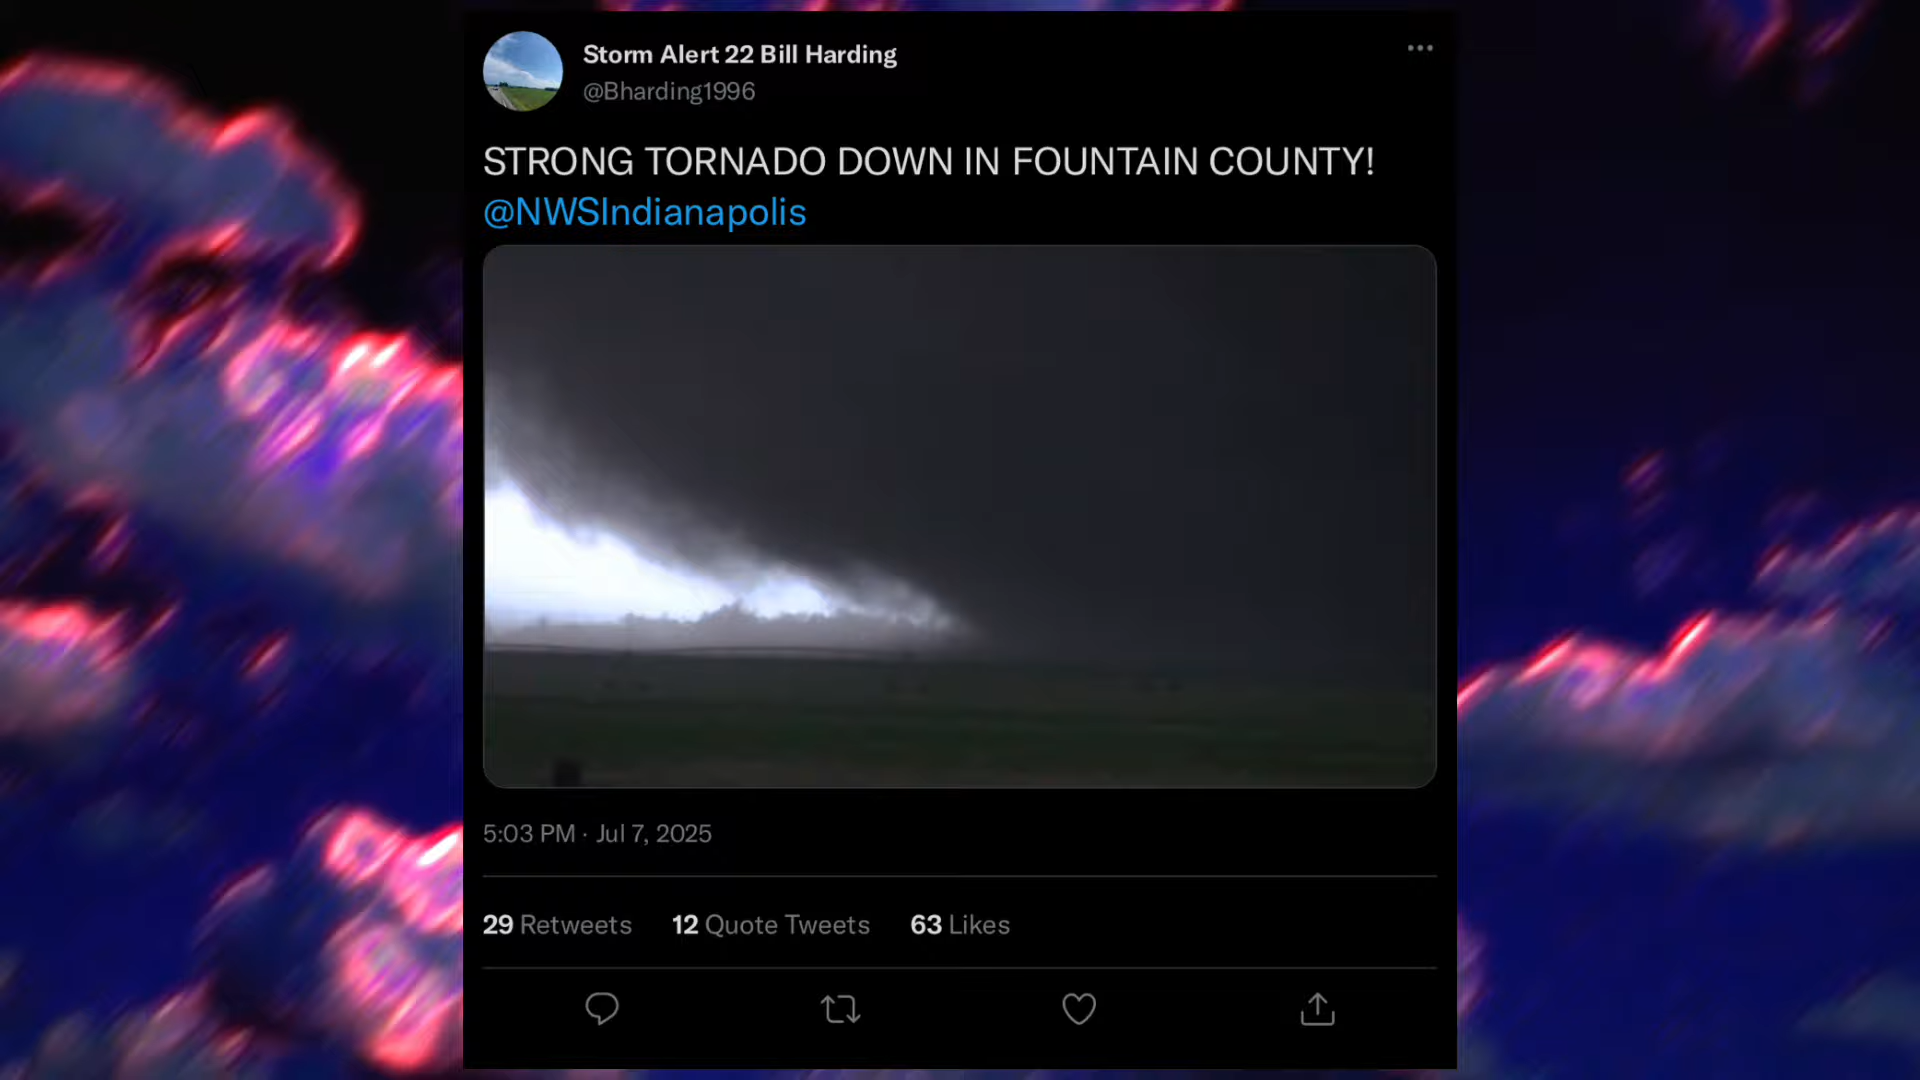 Storm Alert 22 Bill Harding
@Bharding1996
STRONG TORNADO DOWN IN FOUNTAIN COUNTY!
@NWSIndianapolis
5:03 PM · Jul 7, 2025
29 Retweets 12 Quote Tweets 63 Likes